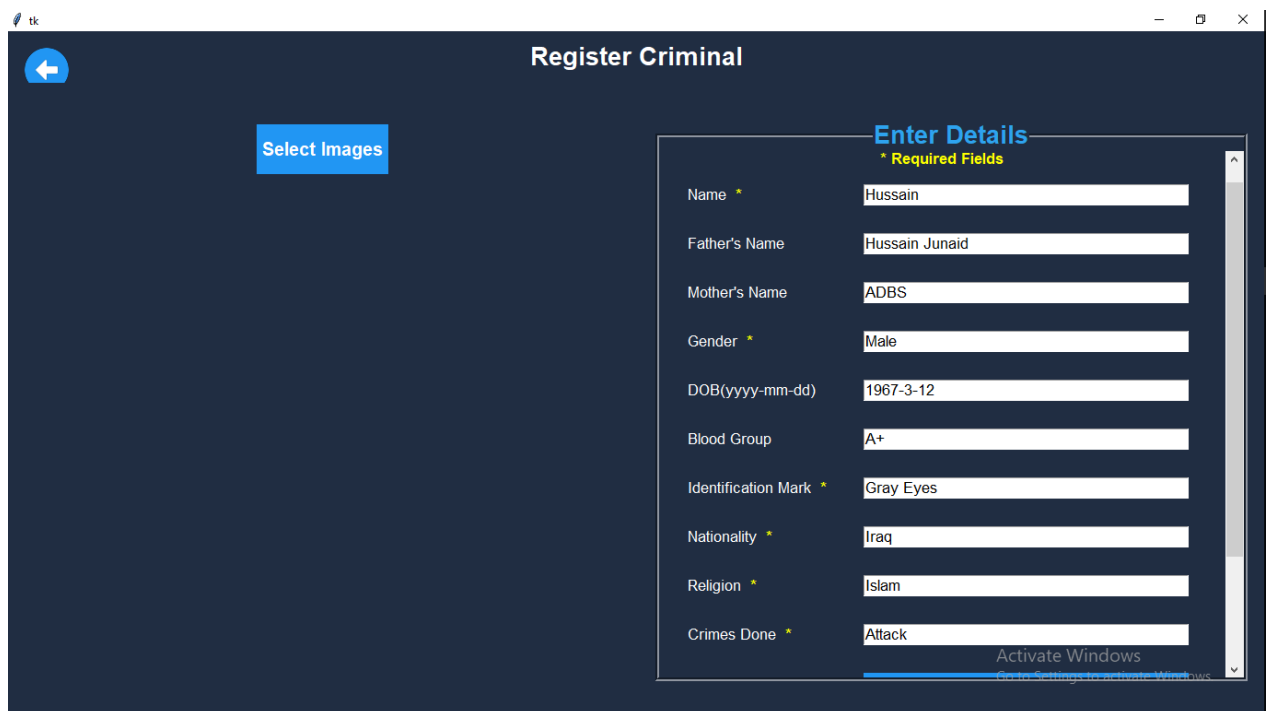 tk
Register Criminal
Select Images
Enter Details
* Required Fields
Name * Hussain
Father's Name Hussain Junaid
Mother's Name ADBS
Gender * Male
DOB(yyyy-mm-dd) 1967-3-12
Blood Group A+
Identification Mark * Gray Eyes
Nationality * Iraq
Religion * Islam
Crimes Done * Attack
Activate Windows
Go to Settings to activate Windows.